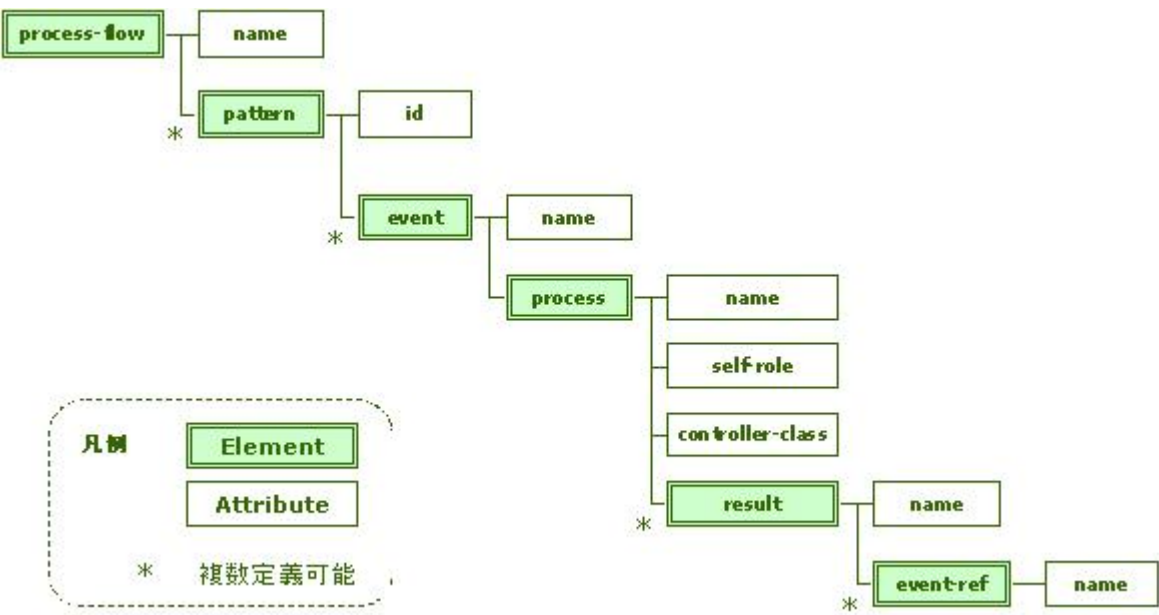 process-flow
name
pattern
id
*
event
name
*
process
name
self-role
controller-class
result
name
*
event-ref
name
*
凡例
Element
Attribute
* 複数定義可能